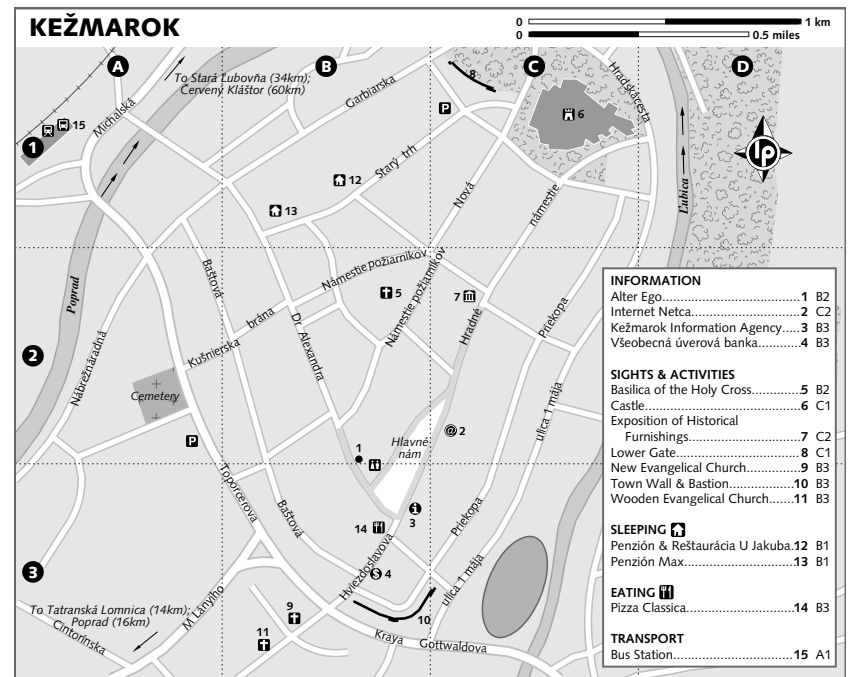 KEŽMAROK
0 1 km
0 0.5 miles
A
B
C
D
1
2
3
To Stará Ľubovňa (34km);
Červený Kláštor (60km)
Michalská
15
Garbiarska
8
P
6
Hradská cesta
lp
Starý trh
12
13
Nová
námestie
Ľubica
Poprad
Baštová
Námestie požiarnikov
5
7
Námestie požiarnikov
Hradné
Priekopa
Nábrežnáradná
Kušnierska brána
Dr Alexandra
Cemetery
P
ulica 1 mája
@ 2
Hlavné
nám
1
Toporcerova
Baštová
14
3
i
Priekopa
Hviezdoslavova
4
ulica 1 mája
To Tatranská Lomnica (14km);
Poprad (16km)
Cintorínska
M Lányiho
9
11
10
Kraya
Gottwaldova
INFORMATION
Alter Ego....................................1 B2
Internet Netca...........................2 C2
Kežmarok Information Agency....3 B3
Všeobecná úverová banka..........4 B3
SIGHTS & ACTIVITIES
Basilica of the Holy Cross............5 B2
Castle........................................6 C1
Exposition of Historical
Furnishings............................7 C2
Lower Gate................................8 C1
New Evangelical Church..............9 B3
Town Wall & Bastion.................10 B3
Wooden Evangelical Church......11 B3
SLEEPING
Penzión & Reštaurácia U Jakuba.12 B1
Penzión Max............................13 B1
EATING
Pizza Classica...........................14 B3
TRANSPORT
Bus Station..............................15 A1